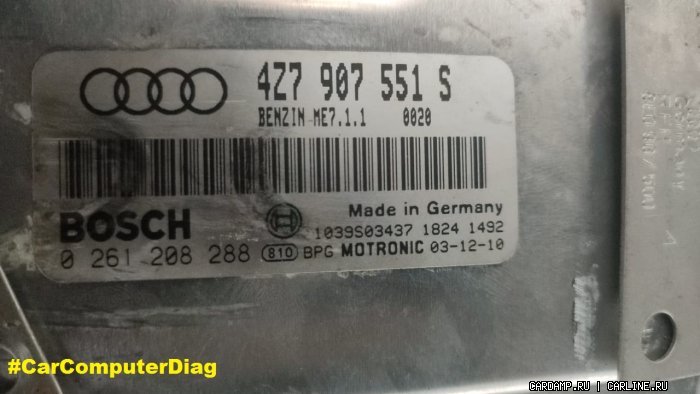 4Z7 907 551 S
BENZIN ME7.1.1 0020
BOSCH
Made in Germany
1039S03437 1824 1492
0 261 208 288 810 BPG MOTRONIC 03-12-10
#CarComputerDiag
CARDAMP.RU | CARLINE.RU